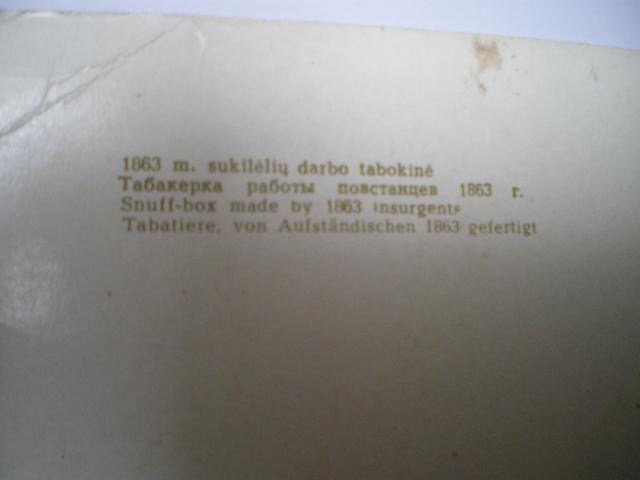 1863 m. sukilėlių darbo tabokinė
Табакерка работы повстанцев 1863 г.
Snuff-box made by 1863 insurgents
Tabatiere, von Aufständischen 1863 gefertigt